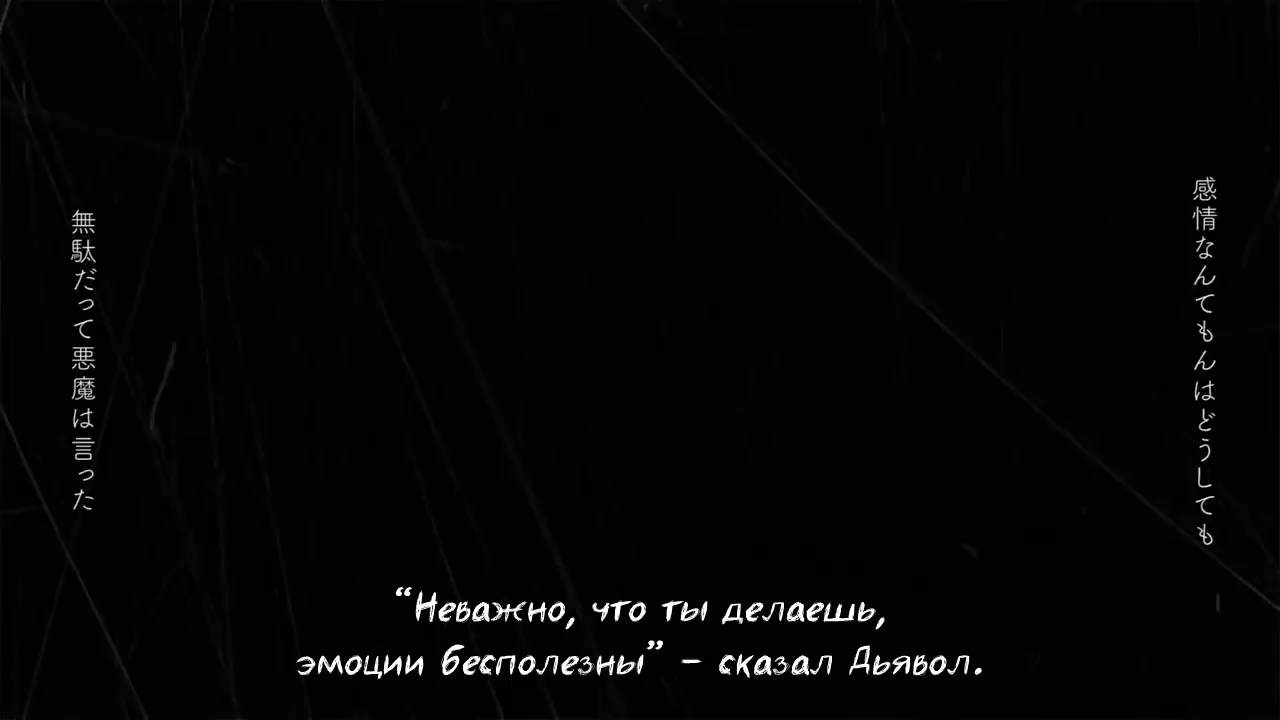 感情なんてもんはどうしても
無駄だって悪魔は言った
“Неважно, что ты делаешь,
эмоции бесполезны” – сказал Дьявол.